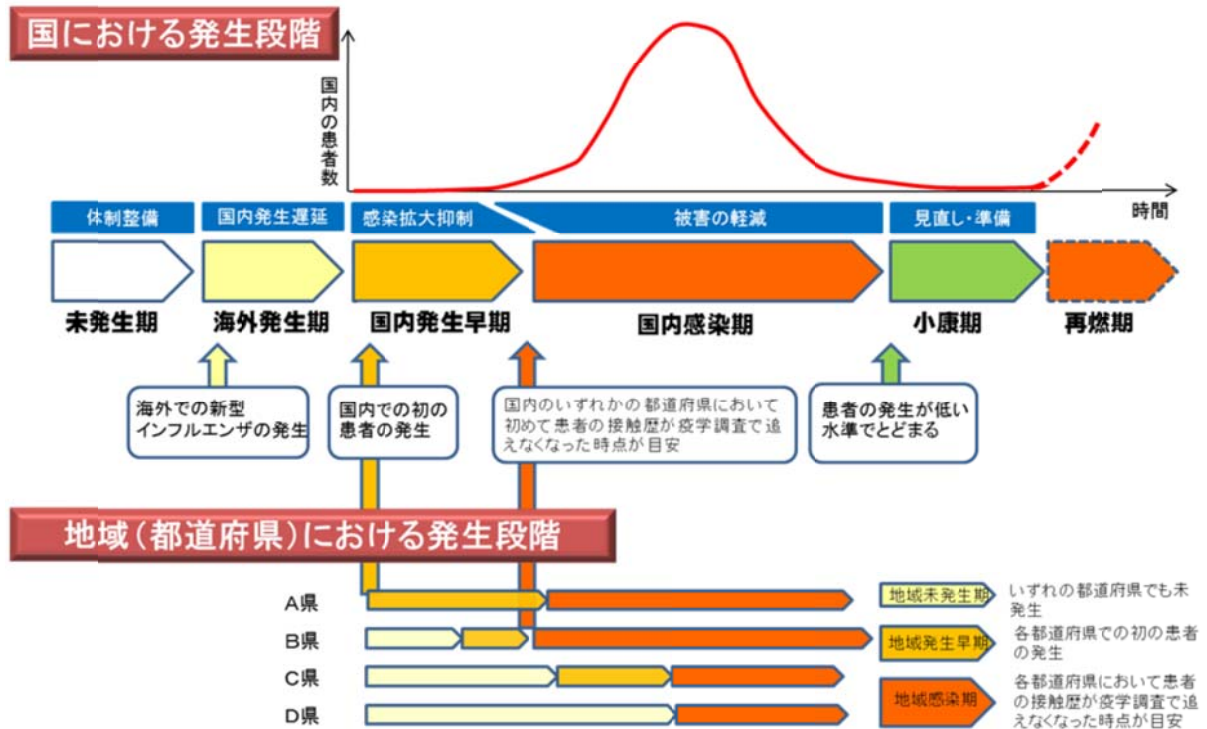 国における発生段階
国内の患者数
時間
体制整備
国内発生遅延
感染拡大抑制
被害の軽減
見直し・準備
未発生期
海外発生期
国内発生早期
国内感染期
小康期
再燃期
海外での新型
インフルエンザの発生
国内での初の
患者の発生
国内のいずれかの都道府県において
初めて患者の接触歴が疫学調査で追
えなくなった時点が目安
患者の発生が低い
水準でとどまる
地域(都道府県)における発生段階
A県
B県
C県
D県
地域未発生期
いずれの都道府県でも未
発生
地域発生早期
各都道府県での初の患者
の発生
地域感染期
各都道府県において患者
の接触歴が疫学調査で追
えなくなった時点が目安